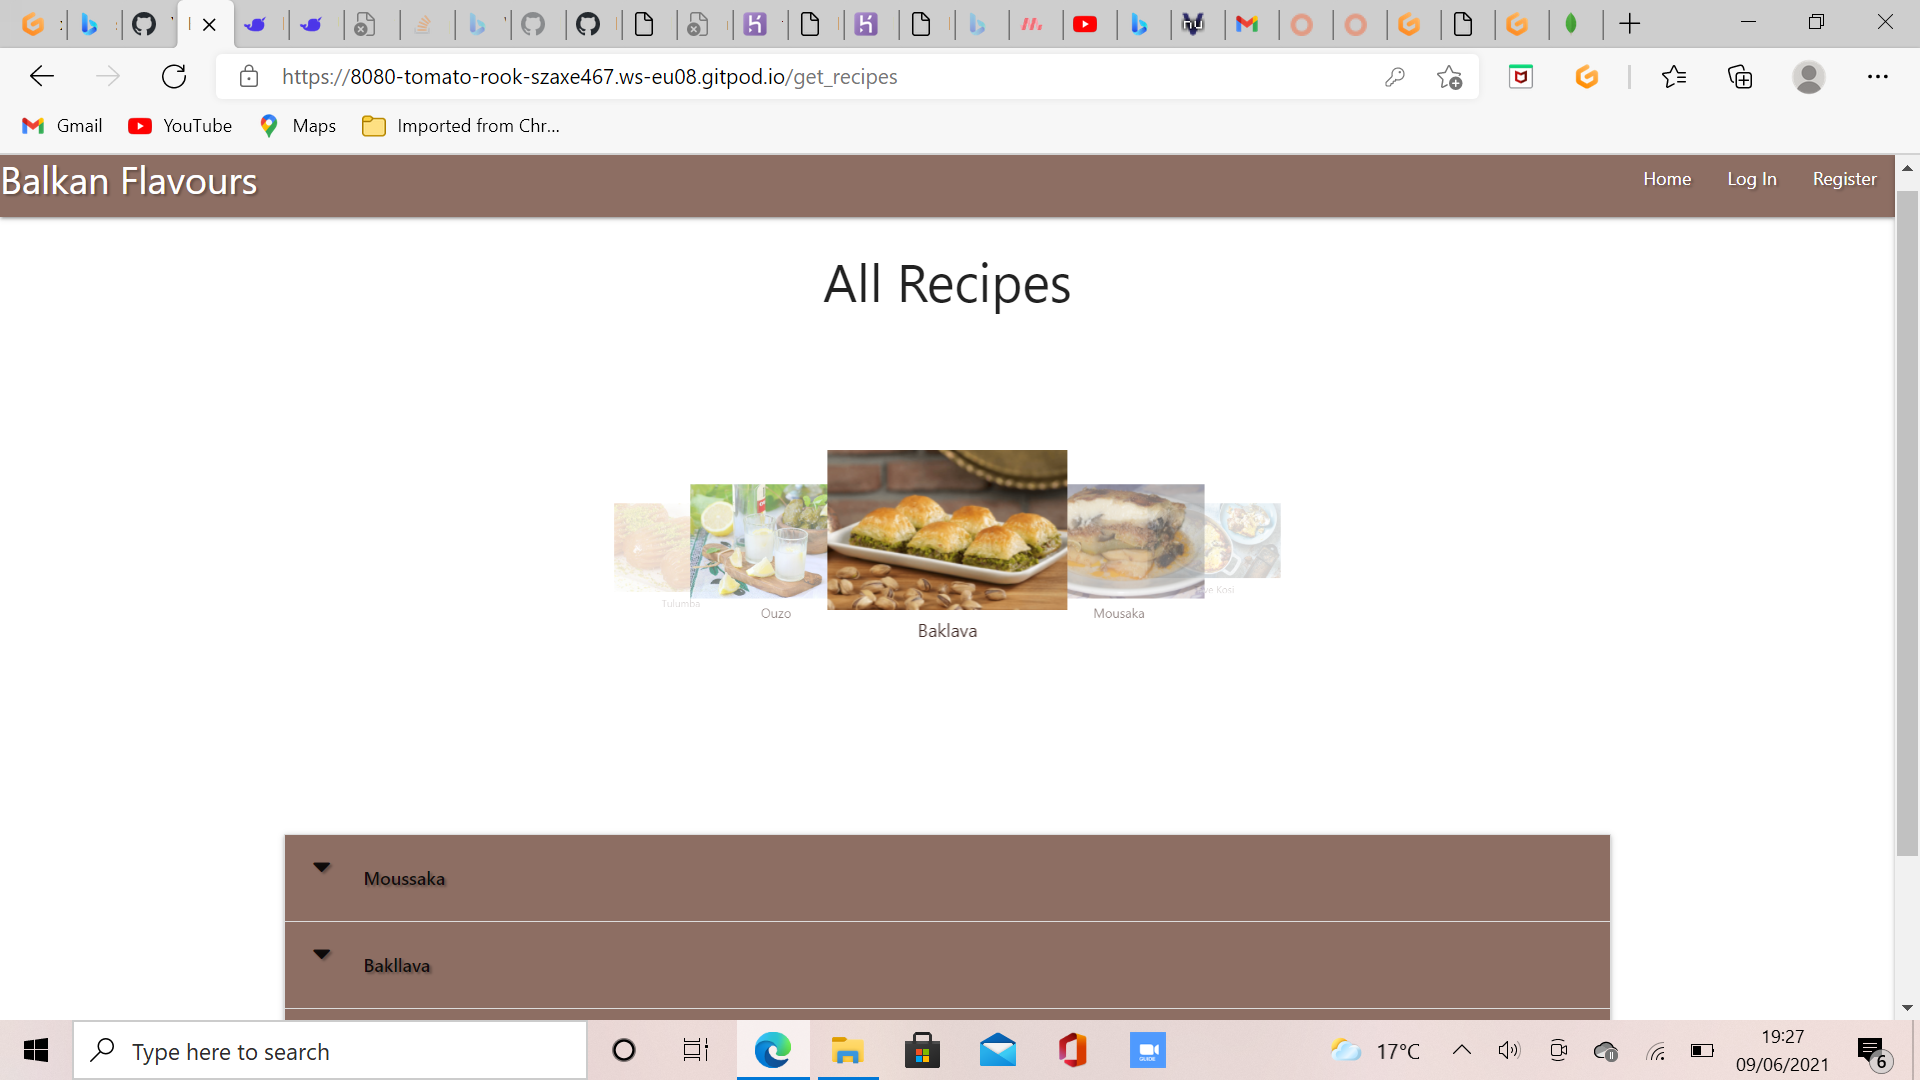 https://8080-tomato-rook-szaxe467.ws-eu08.gitpod.io/get_recipes
Gmail YouTube Maps Imported from Chr...
Balkan Flavours Home Log In Register
All Recipes
Tulumba Ouzo Baklava Mousaka Kosi
Moussaka
Bakllava
Type here to search
17°C
19:27
09/06/2021
6